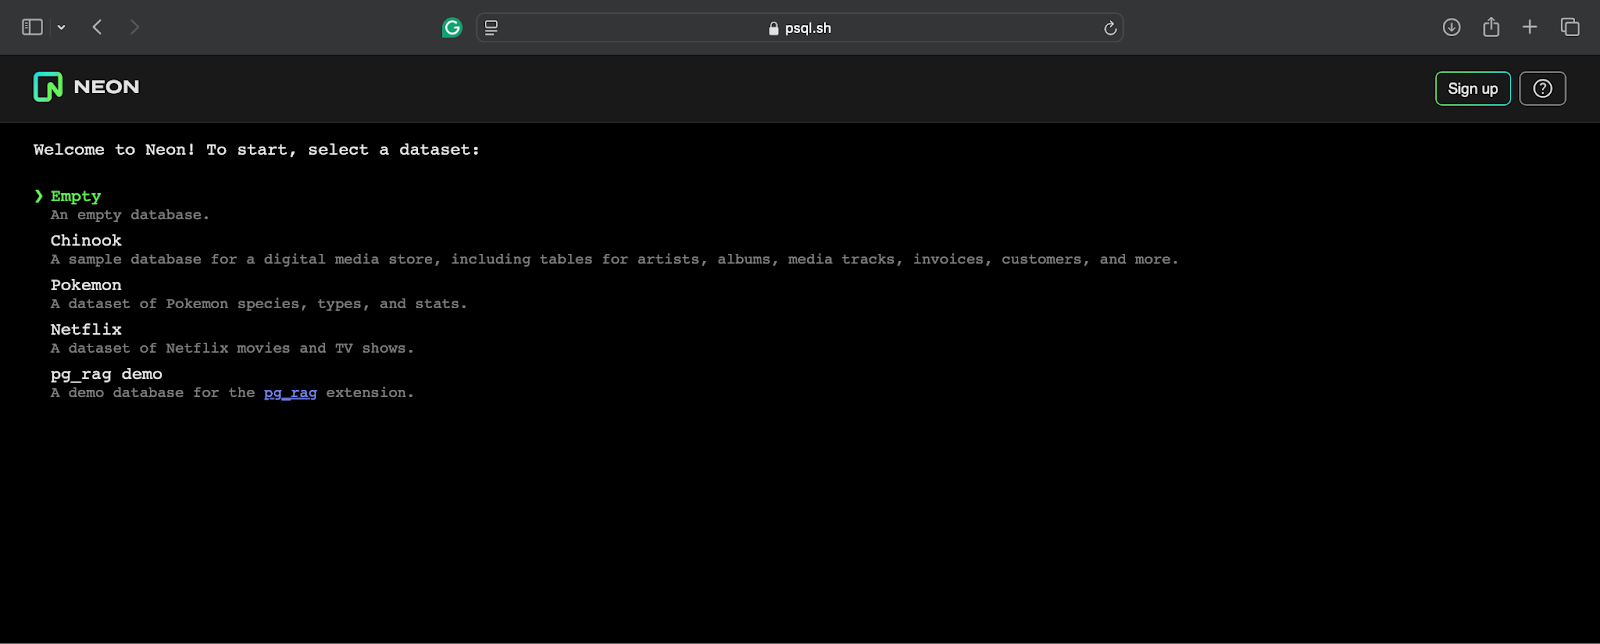 psql.sh
NEON
Sign up
Welcome to Neon! To start, select a dataset:
❯ Empty
An empty database.
Chinook
A sample database for a digital media store, including tables for artists, albums, media tracks, invoices, customers, and more.
Pokemon
A dataset of Pokemon species, types, and stats.
Netflix
A dataset of Netflix movies and TV shows.
pg_rag demo
A demo database for the pg_rag extension.